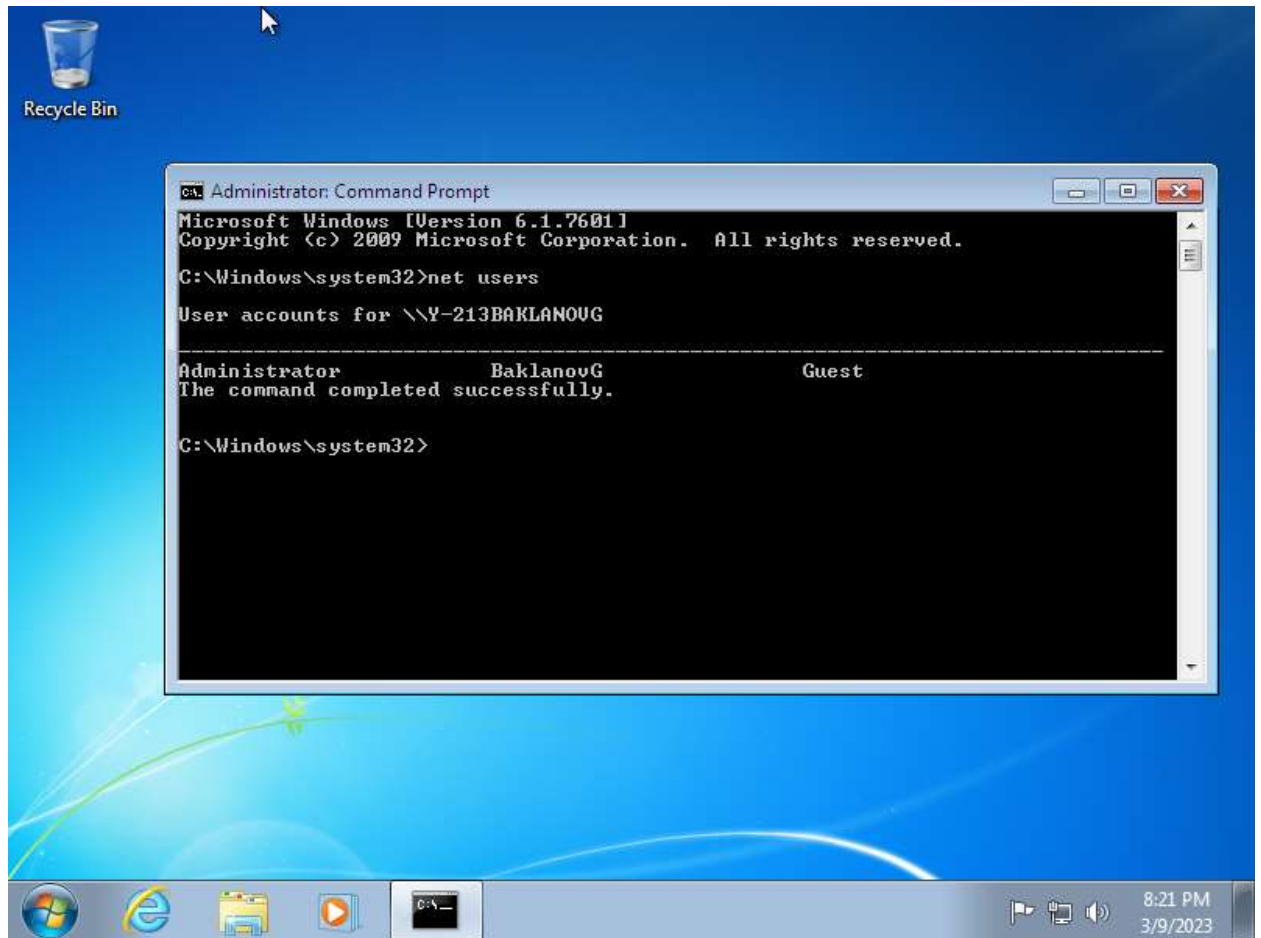 Recycle Bin
Administrator: Command Prompt
Microsoft Windows [Version 6.1.7601]
Copyright (c) 2009 Microsoft Corporation.  All rights reserved.
C:\Windows\system32>net users
User accounts for \\Y-213BAKLANOVG
-------------------------------------------------------------------------------
Administrator            BaklanovG                Guest
The command completed successfully.
C:\Windows\system32>
8:21 PM
3/9/2023